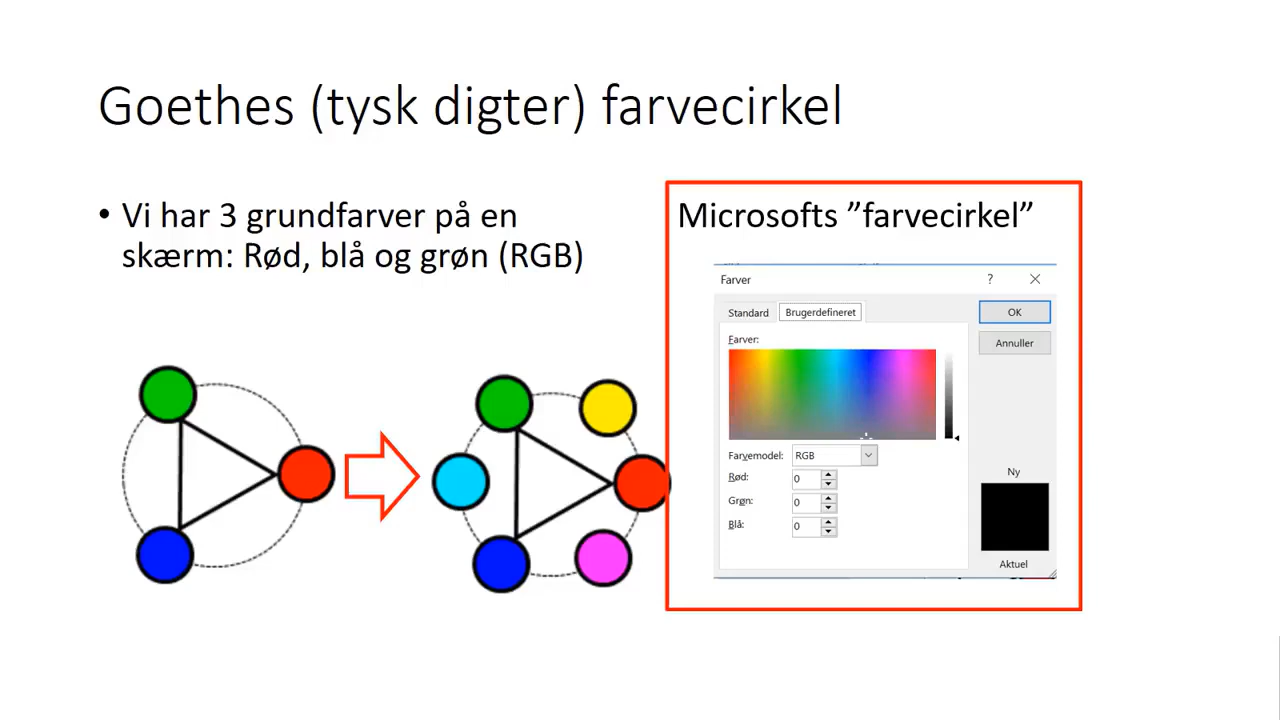 Goethes (tysk digter) farvecirkel
• Vi har 3 grundfarver på en
skærm: Rød, blå og grøn (RGB)
Microsofts ”farvecirkel”
Farver
?
Standard
Brugerdefineret
OK
Annuller
Farver:
Farvemodel:
RGB
Rød:
0
Grøn:
0
Blå:
0
Ny
Aktuel